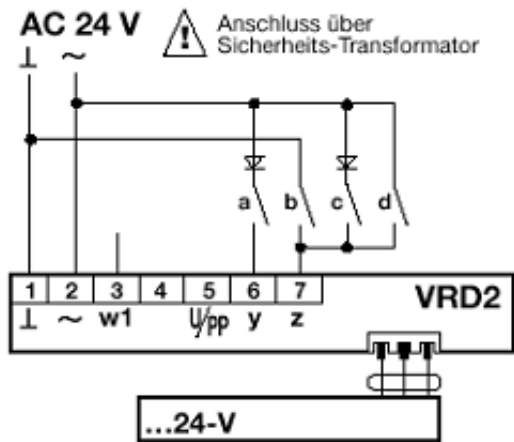 AC 24 V
Anschluss über
Sicherheits-Transformator
⊥ ~
!
a b c d
1 2 3 4 5 6 7
VRD2
⊥ ~ w1 U/pp y z
...24-V